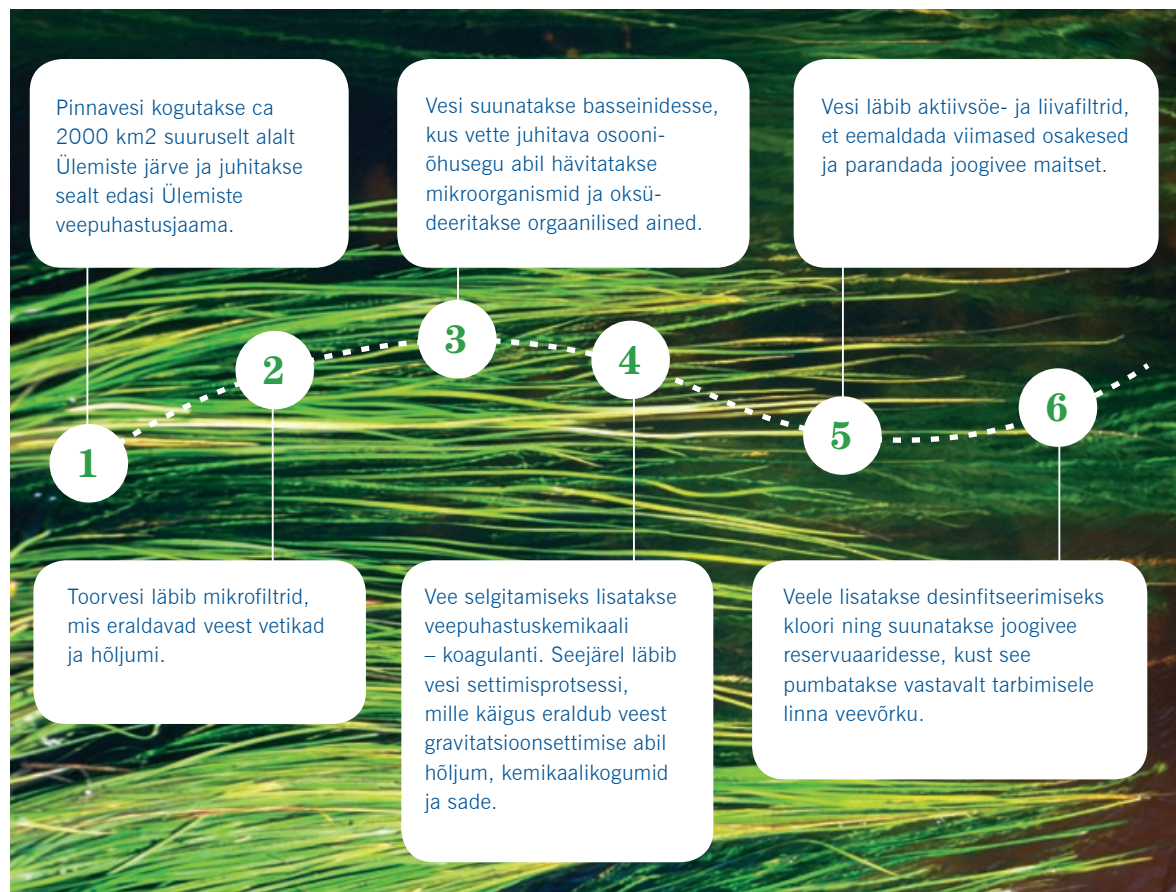 Pinnavesi kogutakse ca
2000 km2 suuruselt alalt
Ülemiste järve ja juhitakse
sealt edasi Ülemiste
veepuhastusjaama.
1
Toorvesi läbib mikrofiltrid,
mis eraldavad veest vetikad
ja hõljumi.
2
Vesi suunatakse basseinidesse,
kus vette juhitava osooni-
õhusegu abil hävitatakse
mikroorganismid ja oksü-
deeritakse orgaanilised ained.
3
Vee selgitamiseks lisatakse
veepuhastuskemikaali
– koagulanti. Seejärel läbib
vesi settimisprotsessi,
mille käigus eraldub veest
gravitatsioonsettimise abil
hõljum, kemikaalikogumid
ja sade.
4
Vesi läbib aktiivsöe- ja liivafiltrid,
et eemaldada viimased osakesed
ja parandada joogivee maitset.
5
Veele lisatakse desinfitseerimiseks
kloori ning suunatakse joogivee
reservuaaridesse, kust see
pumbatakse vastavalt tarbimisele
linna veevõrku.
6